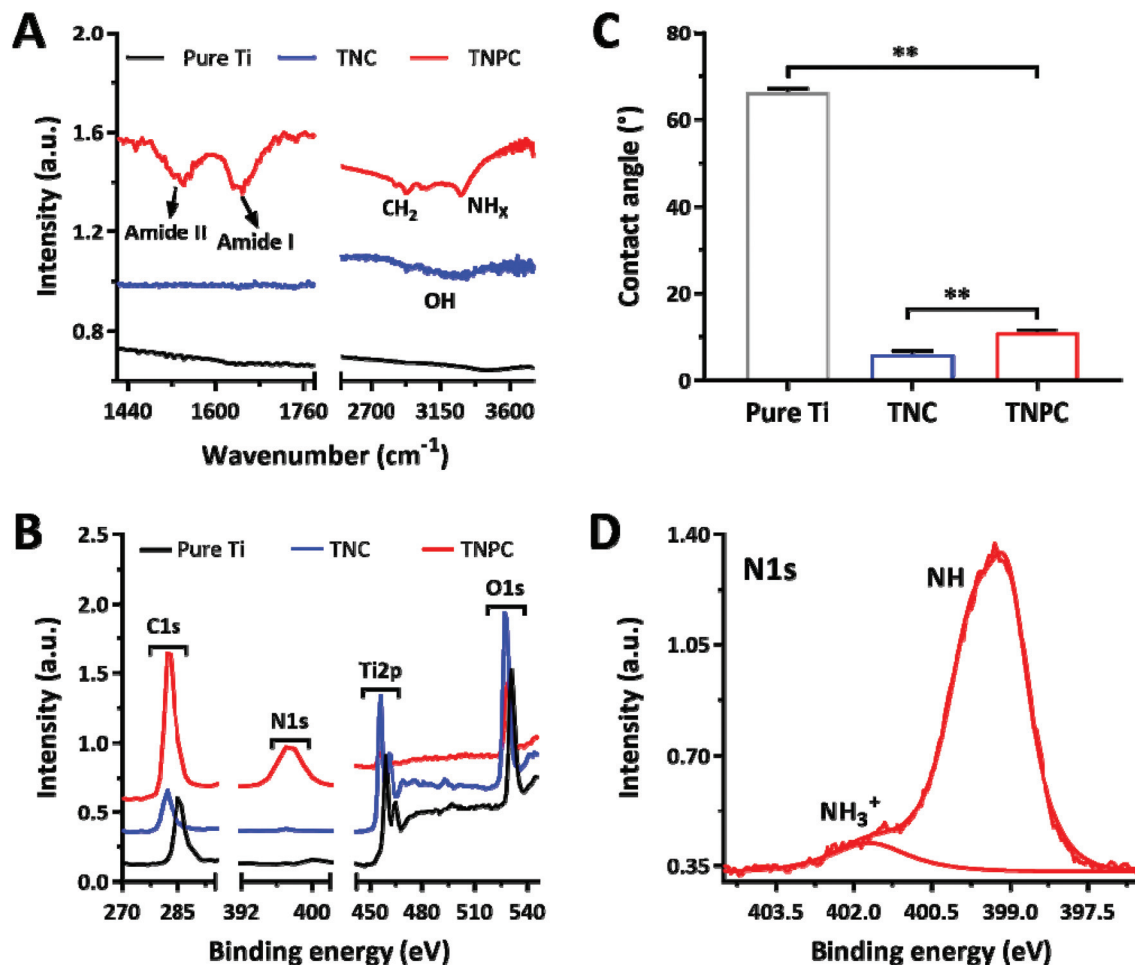 A
Pure Ti TNC TNPC
2.0
1.6
1.2
0.8
Intensity (a.u.)
Amide II
Amide I
CH2
NHX
OH
1440 1600 1760 2700 3150 3600
Wavenumber (cm-1)
C
80
60
40
20
0
Contact angle (°)
**
**
Pure Ti TNC TNPC
B
Pure Ti TNC TNPC
2.5
2.0
1.5
1.0
0.5
0.0
Intensity (a.u.)
C1s
N1s
Ti2p
O1s
270 285 392 400 450 480 510 540
Binding energy (eV)
D
N1s
1.40
1.05
0.70
0.35
Intensity (a.u.)
NH
NH3+
403.5 402.0 400.5 399.0 397.5
Binding energy (eV)